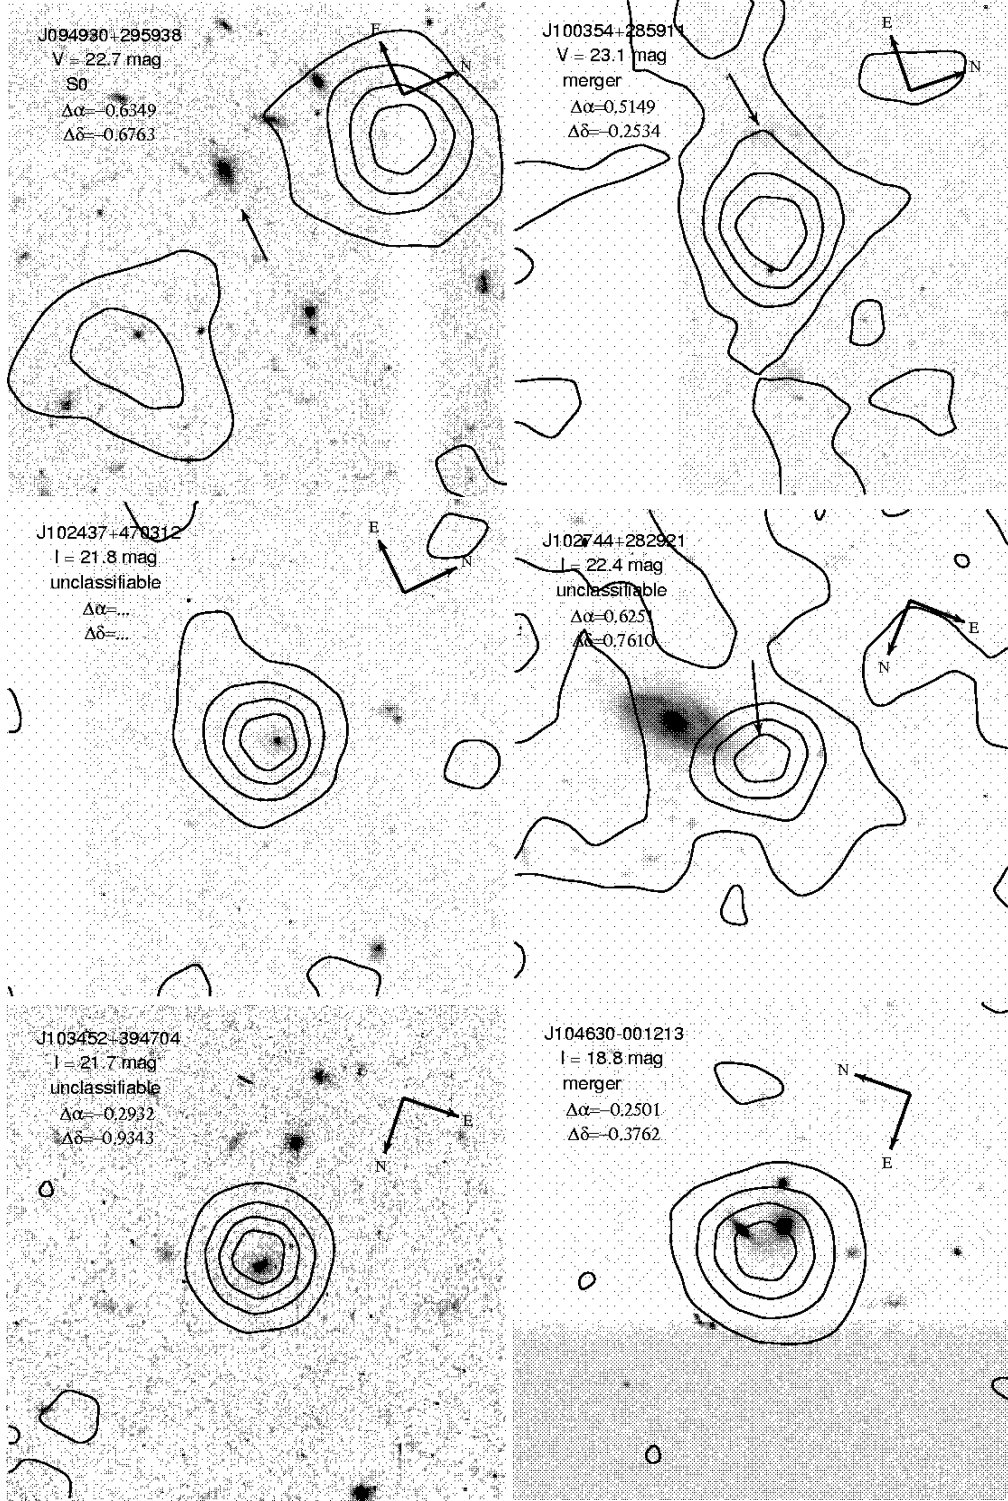 J094930+295938
V = 22.7 mag
S0
Δα=−0.6349
Δδ=−0.6763
E
N
J100354+285911
V = 23.1 mag
merger
Δα=0.5149
Δδ=−0.2534
E
N
J102437+470312
I = 21.8 mag
unclassifiable
Δα=...
Δδ=...
E
N
J102744+282921
I = 22.4 mag
unclassifiable
Δα=0.6251
Δδ=0.7610
E
N
J103452+394704
I = 21.7 mag
unclassifiable
Δα=−0.2932
Δδ=−0.9343
E
N
J104630-001213
I = 18.8 mag
merger
Δα=−0.2501
Δδ=−0.3762
N
E